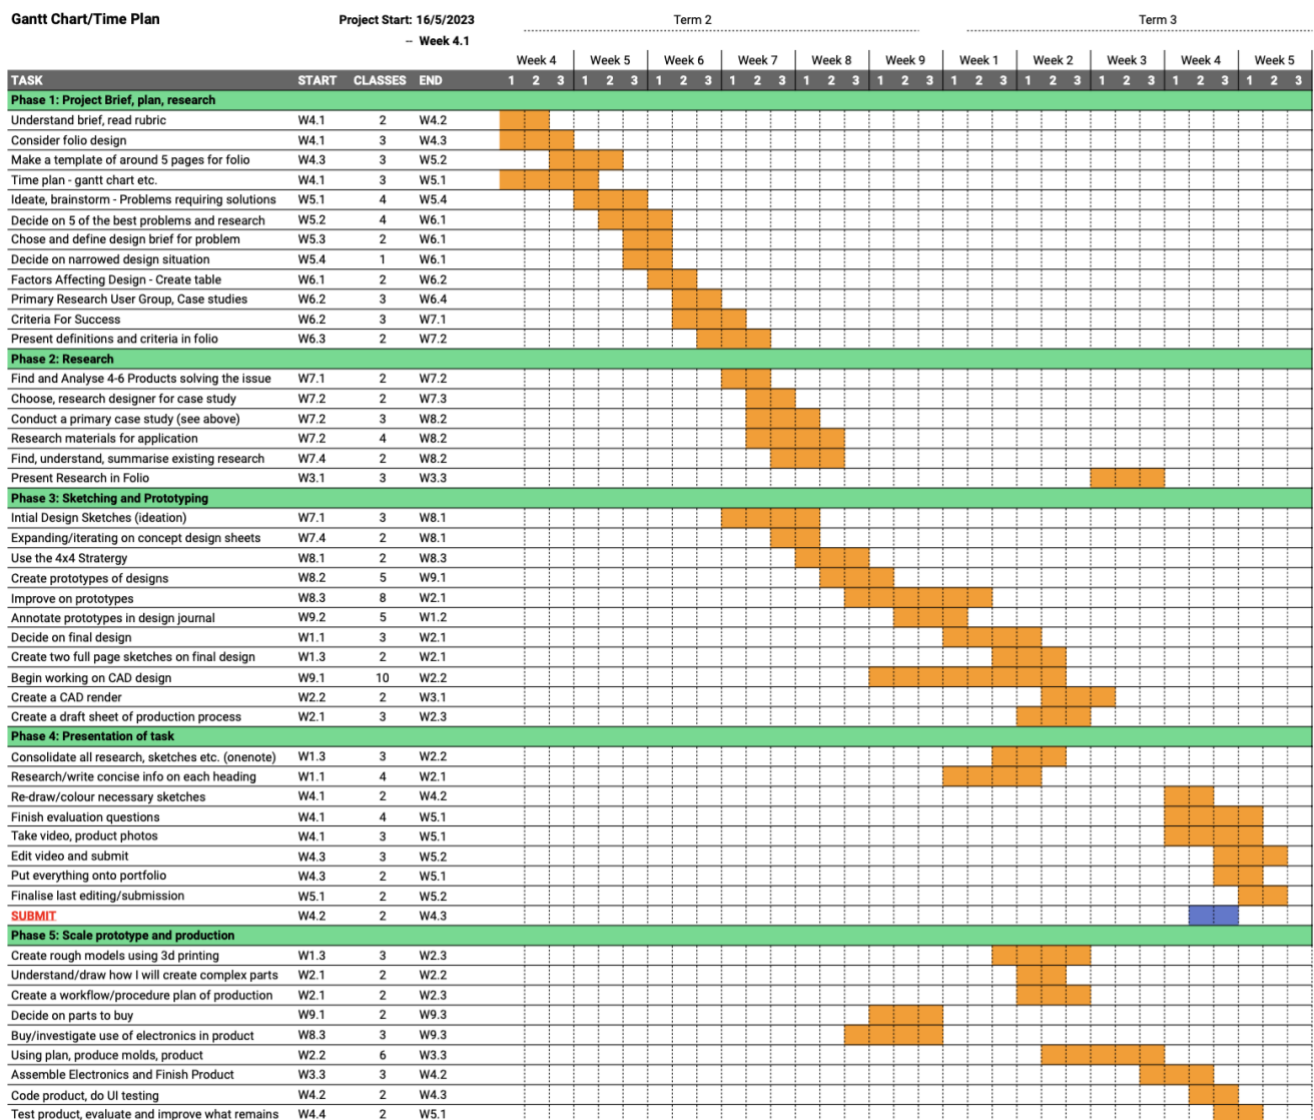 Gantt Chart/Time Plan Project Start: 16/5/2023 Term 2 Term 3
-- Week 4.1
Week 4 Week 5 Week 6 Week 7 Week 8 Week 9 Week 1 Week 2 Week 3 Week 4 Week 5
TASK START CLASSES END 1 2 3 1 2 3 1 2 3 1 2 3 1 2 3 1 2 3 1 2 3 1 2 3 1 2 3 1 2 3 1 2 3
Phase 1: Project Brief, plan, research
Understand brief, read rubric W4.1 2 W4.2
Consider folio design W4.1 3 W4.3
Make a template of around 5 pages for folio W4.3 3 W5.2
Time plan - gantt chart etc. W4.1 3 W5.1
Ideate, brainstorm - Problems requiring solutions W5.1 4 W5.4
Decide on 5 of the best problems and research W5.2 4 W6.1
Chose and define design brief for problem W5.3 2 W6.1
Decide on narrowed design situation W5.4 1 W6.1
Factors Affecting Design - Create table W6.1 2 W6.2
Primary Research User Group, Case studies W6.2 3 W6.4
Criteria For Success W6.2 3 W7.1
Present definitions and criteria in folio W6.3 2 W7.2
Phase 2: Research
Find and Analyse 4-6 Products solving the issue W7.1 2 W7.2
Choose, research designer for case study W7.2 2 W7.3
Conduct a primary case study (see above) W7.2 3 W8.2
Research materials for application W7.2 4 W8.2
Find, understand, summarise existing research W7.4 2 W8.2
Present Research in Folio W3.1 3 W3.3
Phase 3: Sketching and Prototyping
Intial Design Sketches (ideation) W7.1 3 W8.1
Expanding/iterating on concept design sheets W7.4 2 W8.1
Use the 4x4 Stratergy W8.1 2 W8.3
Create prototypes of designs W8.2 5 W9.1
Improve on prototypes W8.3 8 W2.1
Annotate prototypes in design journal W9.2 5 W1.2
Decide on final design W1.1 3 W2.1
Create two full page sketches on final design W1.3 2 W2.1
Begin working on CAD design W9.1 10 W2.2
Create a CAD render W2.2 2 W3.1
Create a draft sheet of production process W2.1 3 W2.3
Phase 4: Presentation of task
Consolidate all research, sketches etc. (onenote) W1.3 3 W2.2
Research/write concise info on each heading W1.1 4 W2.1
Re-draw/colour necessary sketches W4.1 2 W4.2
Finish evaluation questions W4.1 4 W5.1
Take video, product photos W4.1 3 W5.1
Edit video and submit W4.3 3 W5.2
Put everything onto portfolio W4.3 2 W5.1
Finalise last editing/submission W5.1 2 W5.2
SUBMIT W4.2 2 W4.3
Phase 5: Scale prototype and production
Create rough models using 3d printing W1.3 3 W2.3
Understand/draw how I will create complex parts W2.1 2 W2.2
Create a workflow/procedure plan of production W2.1 2 W2.3
Decide on parts to buy W9.1 2 W9.3
Buy/investigate use of electronics in product W8.3 3 W9.3
Using plan, produce molds, product W2.2 6 W3.3
Assemble Electronics and Finish Product W3.3 3 W4.2
Code product, do UI testing W4.2 2 W4.3
Test product, evaluate and improve what remains W4.4 2 W5.1